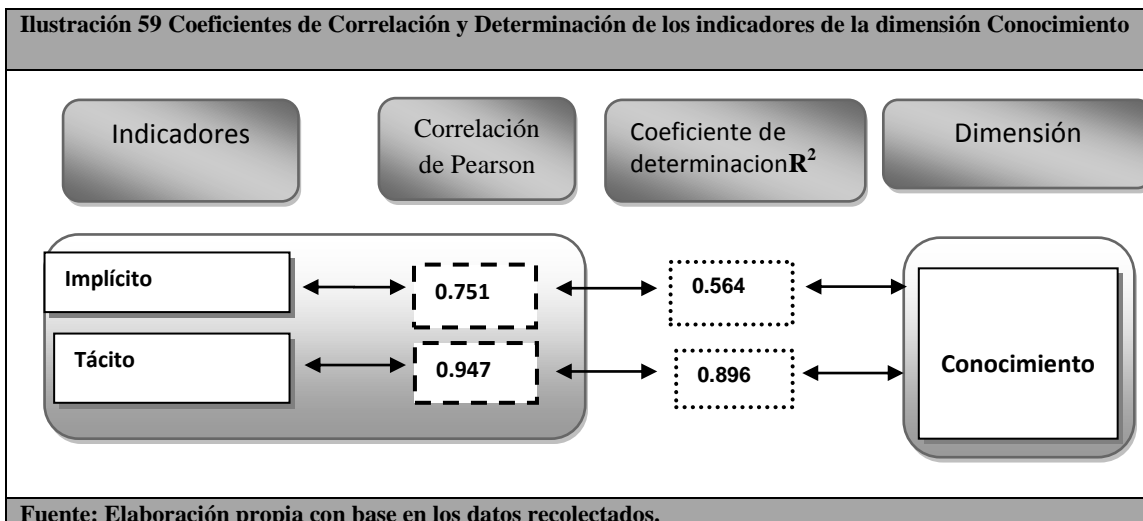 Ilustración 59 Coeficientes de Correlación y Determinación de los indicadores de la dimensión Conocimiento
Indicadores
Correlación
de Pearson
Coeficiente de
determinacionR²
Dimensión
Implícito
0.751
0.564
Tácito
0.947
0.896
Conocimiento
Fuente: Elaboración propia con base en los datos recolectados.